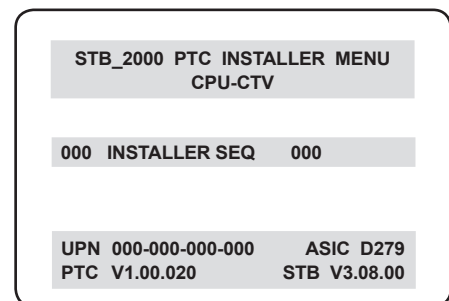 STB_2000 PTC INSTALLER MENU
CPU-CTV
000 INSTALLER SEQ 000
UPN 000-000-000-000 ASIC D279
PTC V1.00.020 STB V3.08.00